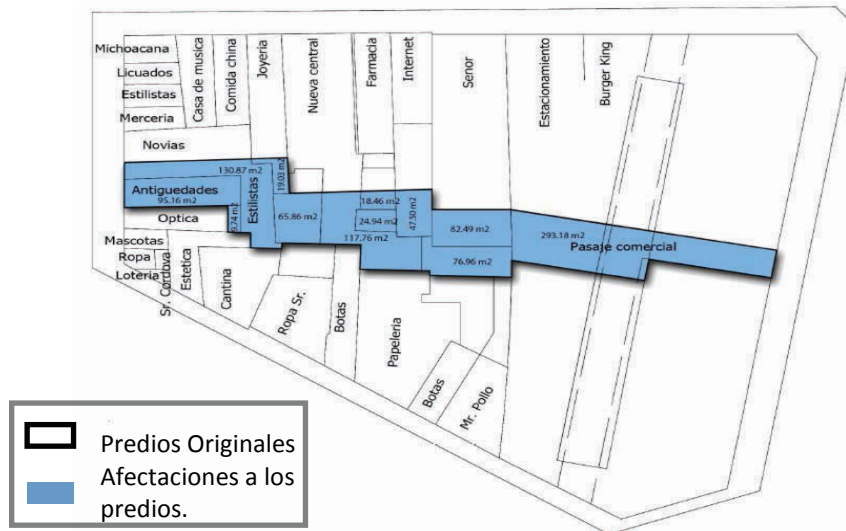 Michoacana
Licuados
Estilistas
Merceria
Novias
Casa de musica
Comida china
Joyeria
Nueva central
Farmacia
Internet
Senor
Estacionamiento
Burger King
130.87 m2
19.03 m2
Antiguedades
95.16 m2
9.74 m2
Estilistas
65.86 m2
18.46 m2
24.94 m2
47.50 m2
117.76 m2
82.49 m2
76.96 m2
293.18 m2
Pasaje comercial
Optica
Mascotas
Ropa
Loteria
Sr. Cordova
Estetica
Cantina
Ropa Sr.
Botas
Papeleria
Botas
Mr. Pollo
Predios Originales
Afectaciones a los
predios.